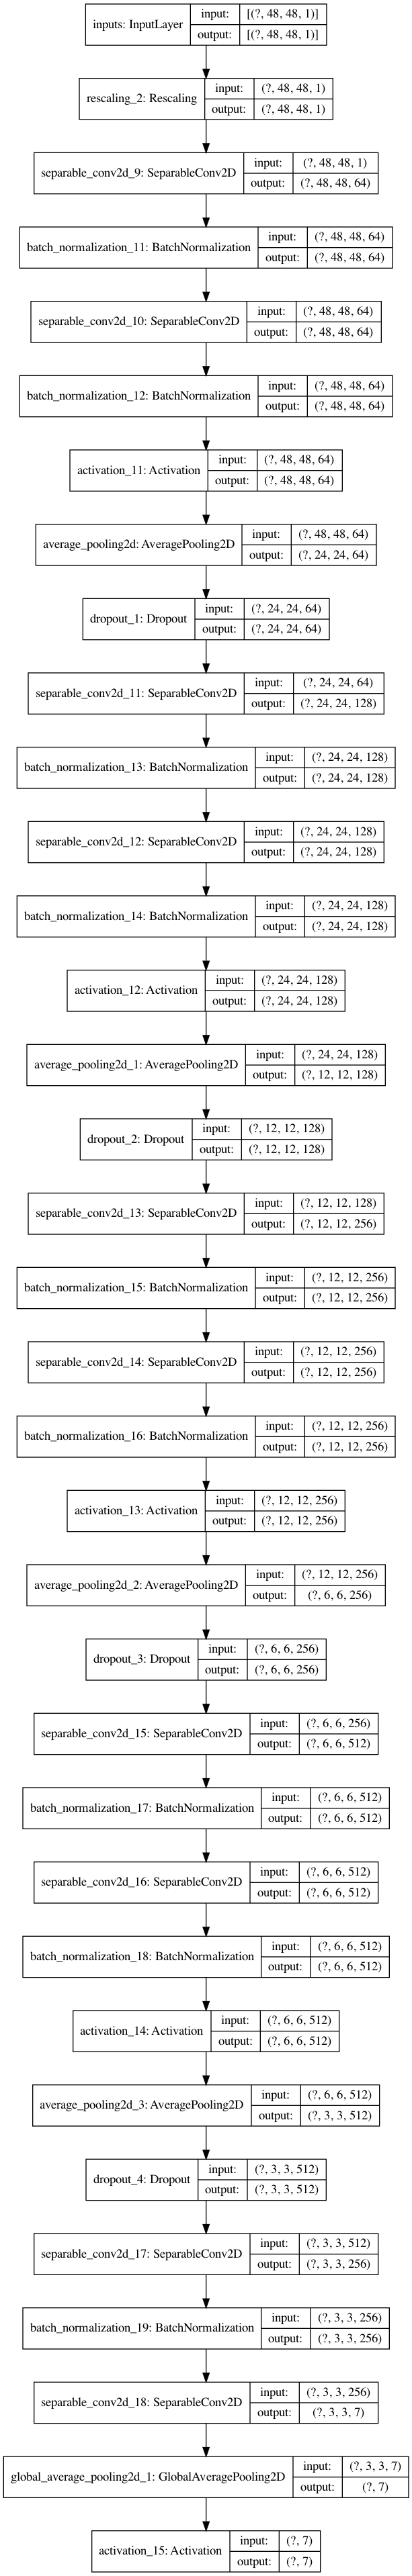 inputs: InputLayer
input: [(?, 48, 48, 1)]
output: [(?, 48, 48, 1)]
rescaling_2: Rescaling
input: (?, 48, 48, 1)
output: (?, 48, 48, 1)
separable_conv2d_9: SeparableConv2D
input: (?, 48, 48, 1)
output: (?, 48, 48, 64)
batch_normalization_11: BatchNormalization
input: (?, 48, 48, 64)
output: (?, 48, 48, 64)
separable_conv2d_10: SeparableConv2D
input: (?, 48, 48, 64)
output: (?, 48, 48, 64)
batch_normalization_12: BatchNormalization
input: (?, 48, 48, 64)
output: (?, 48, 48, 64)
activation_11: Activation
input: (?, 48, 48, 64)
output: (?, 48, 48, 64)
average_pooling2d: AveragePooling2D
input: (?, 48, 48, 64)
output: (?, 24, 24, 64)
dropout_1: Dropout
input: (?, 24, 24, 64)
output: (?, 24, 24, 64)
separable_conv2d_11: SeparableConv2D
input: (?, 24, 24, 64)
output: (?, 24, 24, 128)
batch_normalization_13: BatchNormalization
input: (?, 24, 24, 128)
output: (?, 24, 24, 128)
separable_conv2d_12: SeparableConv2D
input: (?, 24, 24, 128)
output: (?, 24, 24, 128)
batch_normalization_14: BatchNormalization
input: (?, 24, 24, 128)
output: (?, 24, 24, 128)
activation_12: Activation
input: (?, 24, 24, 128)
output: (?, 24, 24, 128)
average_pooling2d_1: AveragePooling2D
input: (?, 24, 24, 128)
output: (?, 12, 12, 128)
dropout_2: Dropout
input: (?, 12, 12, 128)
output: (?, 12, 12, 128)
separable_conv2d_13: SeparableConv2D
input: (?, 12, 12, 128)
output: (?, 12, 12, 256)
batch_normalization_15: BatchNormalization
input: (?, 12, 12, 256)
output: (?, 12, 12, 256)
separable_conv2d_14: SeparableConv2D
input: (?, 12, 12, 256)
output: (?, 12, 12, 256)
batch_normalization_16: BatchNormalization
input: (?, 12, 12, 256)
output: (?, 12, 12, 256)
activation_13: Activation
input: (?, 12, 12, 256)
output: (?, 12, 12, 256)
average_pooling2d_2: AveragePooling2D
input: (?, 12, 12, 256)
output: (?, 6, 6, 256)
dropout_3: Dropout
input: (?, 6, 6, 256)
output: (?, 6, 6, 256)
separable_conv2d_15: SeparableConv2D
input: (?, 6, 6, 256)
output: (?, 6, 6, 512)
batch_normalization_17: BatchNormalization
input: (?, 6, 6, 512)
output: (?, 6, 6, 512)
separable_conv2d_16: SeparableConv2D
input: (?, 6, 6, 512)
output: (?, 6, 6, 512)
batch_normalization_18: BatchNormalization
input: (?, 6, 6, 512)
output: (?, 6, 6, 512)
activation_14: Activation
input: (?, 6, 6, 512)
output: (?, 6, 6, 512)
average_pooling2d_3: AveragePooling2D
input: (?, 6, 6, 512)
output: (?, 3, 3, 512)
dropout_4: Dropout
input: (?, 3, 3, 512)
output: (?, 3, 3, 512)
separable_conv2d_17: SeparableConv2D
input: (?, 3, 3, 512)
output: (?, 3, 3, 256)
batch_normalization_19: BatchNormalization
input: (?, 3, 3, 256)
output: (?, 3, 3, 256)
separable_conv2d_18: SeparableConv2D
input: (?, 3, 3, 256)
output: (?, 3, 3, 7)
global_average_pooling2d_1: GlobalAveragePooling2D
input: (?, 3, 3, 7)
output: (?, 7)
activation_15: Activation
input: (?, 7)
output: (?, 7)